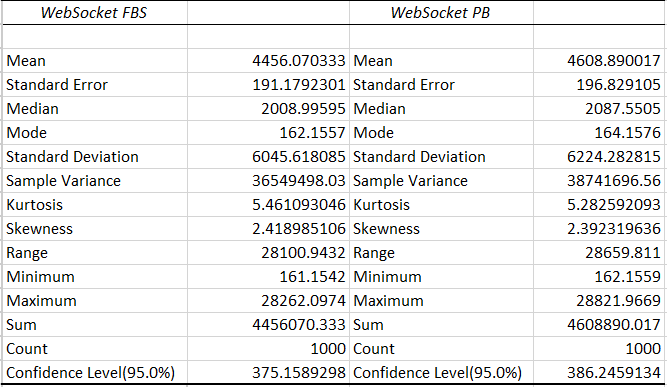 WebSocket FBS WebSocket PB
Mean 4456.070333 Mean 4608.890017
Standard Error 191.1792301 Standard Error 196.829105
Median 2008.99595 Median 2087.5505
Mode 162.1557 Mode 164.1576
Standard Deviation 6045.618085 Standard Deviation 6224.282815
Sample Variance 36549498.03 Sample Variance 38741696.56
Kurtosis 5.461093046 Kurtosis 5.282592093
Skewness 2.418985106 Skewness 2.392319636
Range 28100.9432 Range 28659.811
Minimum 161.1542 Minimum 162.1559
Maximum 28262.0974 Maximum 28821.9669
Sum 4456070.333 Sum 4608890.017
Count 1000 Count 1000
Confidence Level(95.0%) 375.1589298 Confidence Level(95.0%) 386.2459134